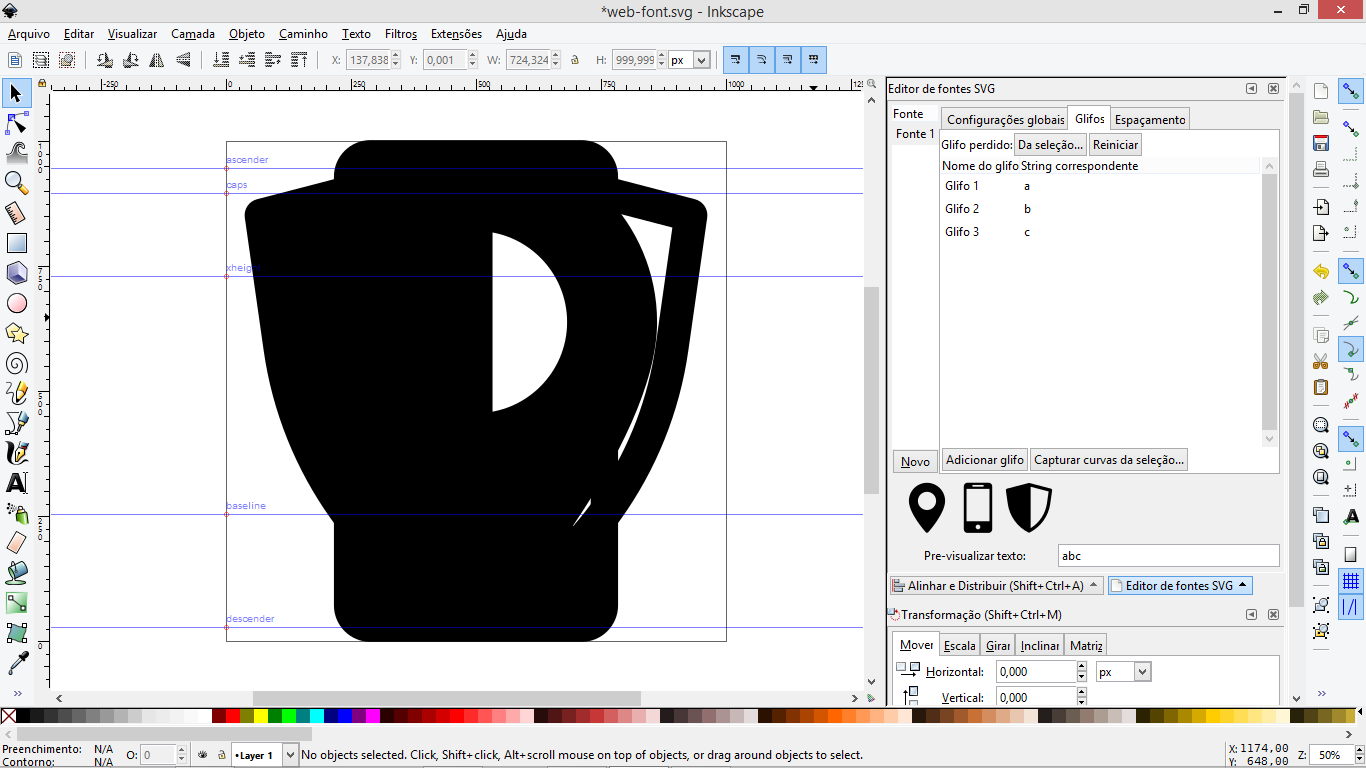 *web-font.svg - Inkscape
Arquivo Editar Visualizar Camada Objeto Caminho Texto Filtros Extensões Ajuda
X: 137,838 Y: 0,001 W: 724,324 H: 999,999 px
-250 0 250 500 750 1000 125
Editor de fontes SVG
Fonte
Fonte 1
Configurações globais Glifos Espaçamento
Glifo perdido: Da seleção... Reiniciar
Nome do glifo String correspondente
Glifo 1 a
Glifo 2 b
Glifo 3 c
ascender
caps
xheight
baseline
descender
1000
750
500
250
0
Novo Adicionar glifo Capturar curvas da seleção...
Pre-visualizar texto: abc
Alinhar e Distribuir (Shift+Ctrl+A) Editor de fontes SVG
Transformação (Shift+Ctrl+M)
Mover Escala Girar Inclinar Matriz
Horizontal: 0,000 px
Vertical: 0,000
Preenchimento: N/A
Contorno: N/A
O: 0
•Layer 1
No objects selected. Click, Shift+click, Alt+scroll mouse on top of objects, or drag around objects to select.
X: 1174,00
Y: 648,00
Z: 50%